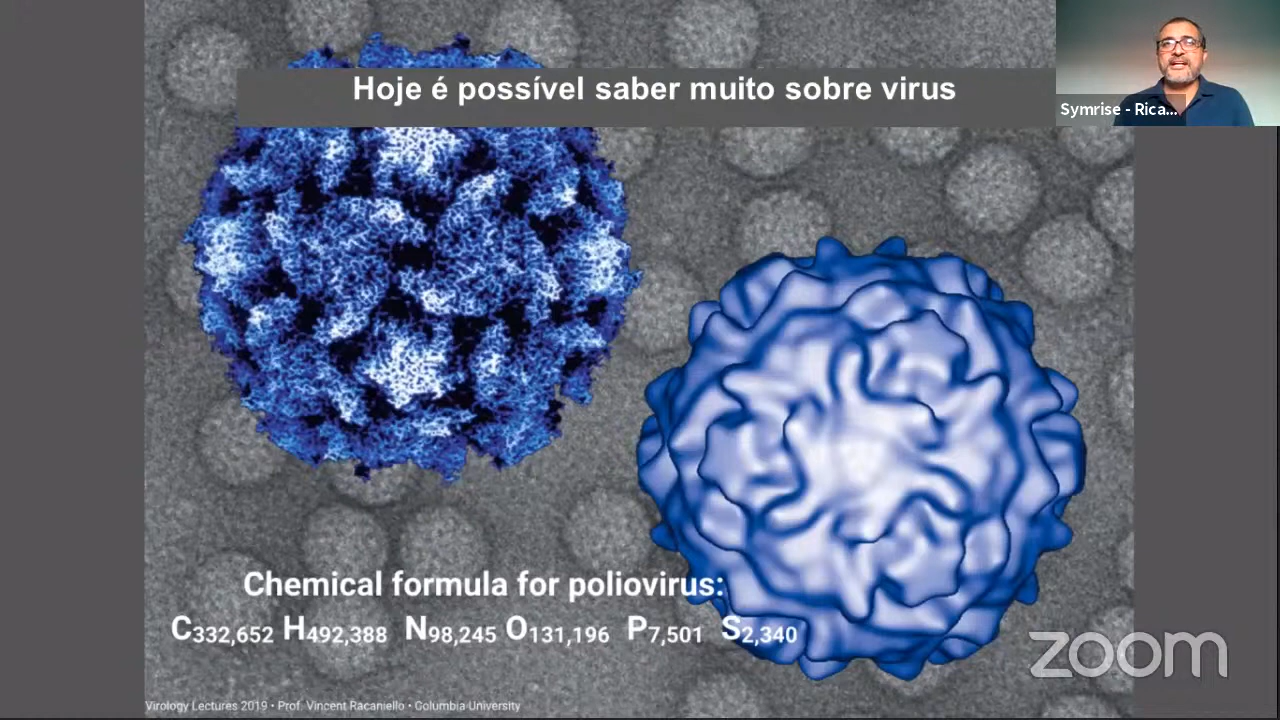 Hoje é possível saber muito sobre virus
Symrise - Rica...
Chemical formula for poliovirus:
C332,652 H492,388 N98,245 O131,196 P7,501 S2,340
zoom
Virology Lectures 2019 • Prof. Vincent Racaniello • Columbia University